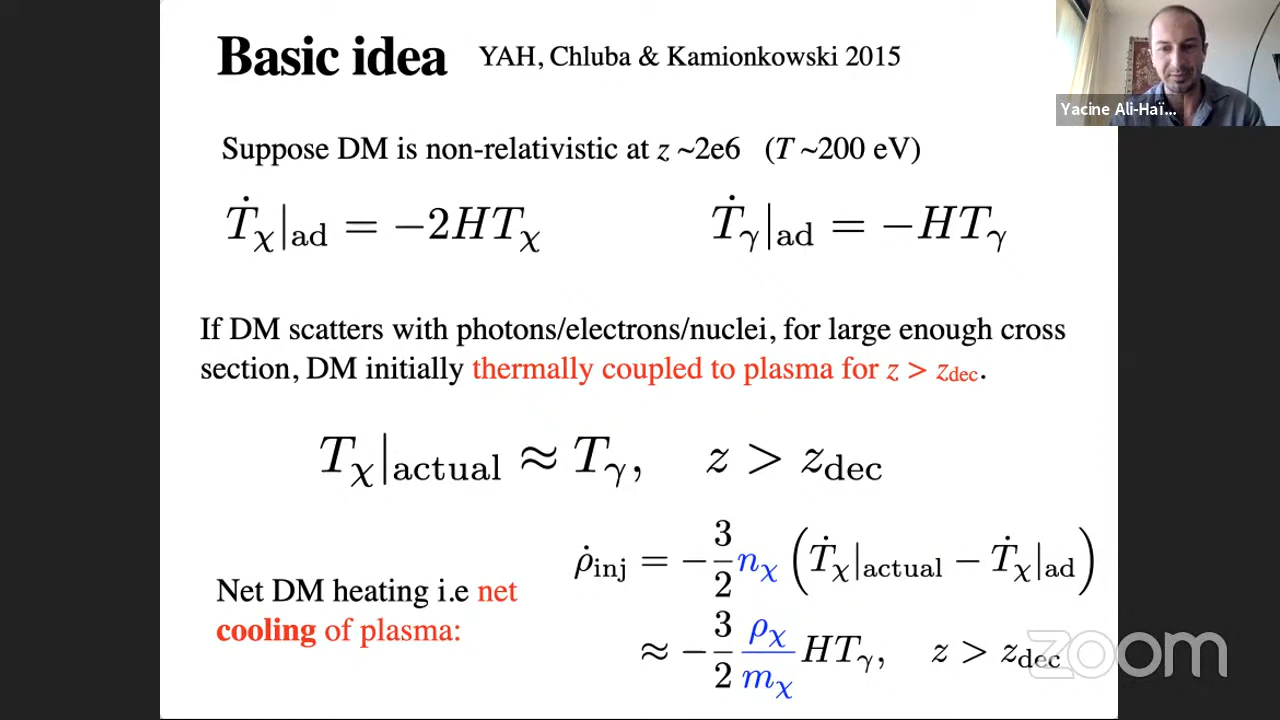 Basic idea YAH, Chluba & Kamionkowski 2015
Yacine Ali-Haï...
Suppose DM is non-relativistic at z ~2e6 (T ~200 eV)
Ṫ_χ|_ad = −2HT_χ Ṫ_γ|_ad = −HT_γ
If DM scatters with photons/electrons/nuclei, for large enough cross
section, DM initially thermally coupled to plasma for z > z_dec.
T_χ|_actual ≈ T_γ, z > z_dec
ρ̇_inj = −3/2 n_χ (Ṫ_χ|_actual − Ṫ_χ|_ad)
Net DM heating i.e net
cooling of plasma:
≈ −3/2 ρ_χ/m_χ HT_γ, z > z_dec
zoom